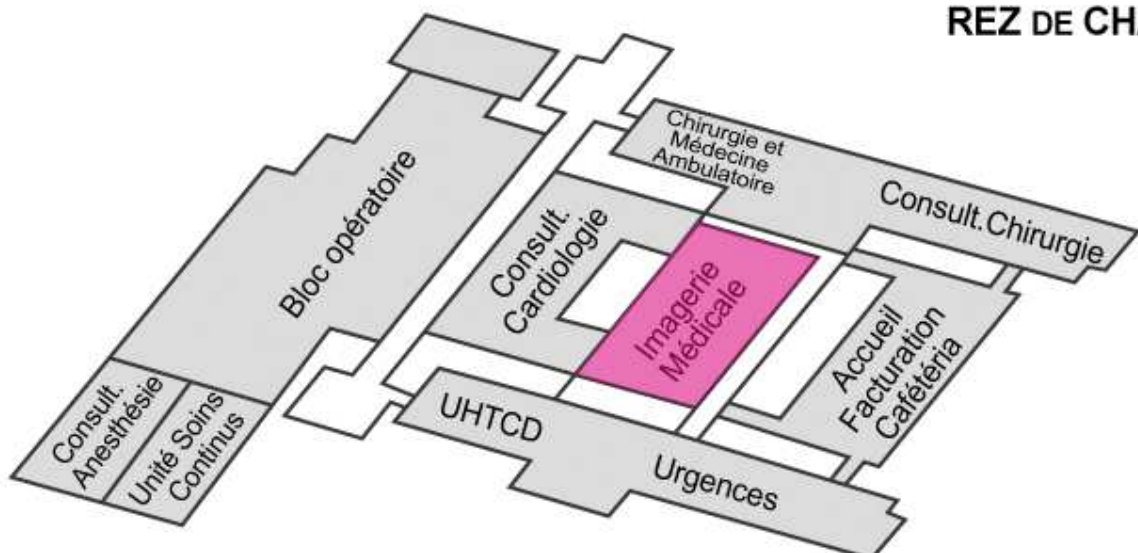 REZ DE CHA
Chirurgie et
Médecine
Ambulatoire
Consult.Chirurgie
Bloc opératoire
Consult.
Cardiologie
Imagerie
Médicale
Accueil
Facturation
Cafétéria
Consult.
Anesthésie
Unité Soins
Continus
UHTCD
Urgences